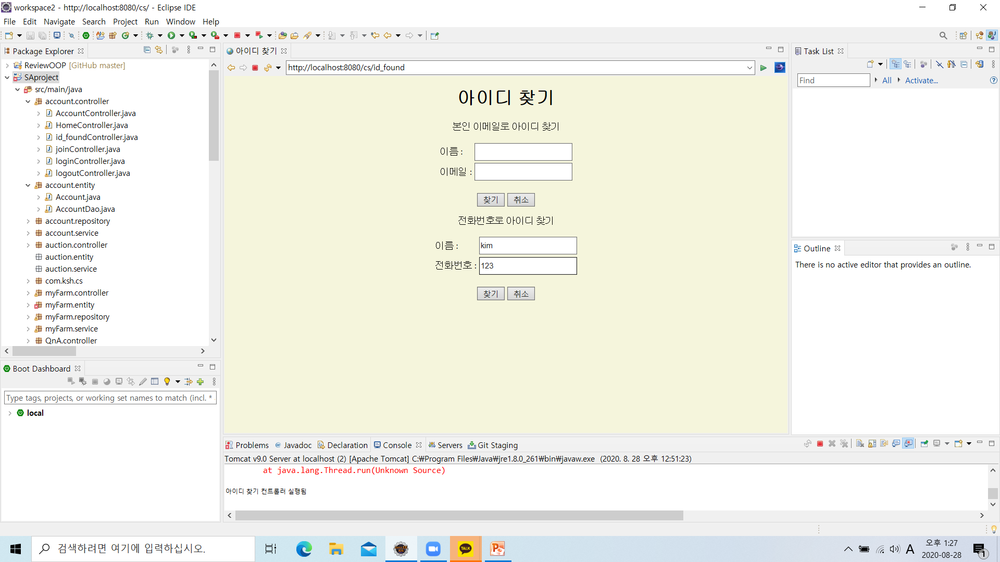 workspace2 - http://localhost:8080/cs/ - Eclipse IDE
File Edit Navigate Search Project Run Window Help
Package Explorer
ReviewOOP [GitHub master]
SAproject
src/main/java
account.controller
AccountController.java
HomeController.java
id_foundController.java
joinController.java
loginController.java
logoutController.java
account.entity
Account.java
AccountDao.java
account.repository
account.service
auction.controller
auction.entity
auction.service
com.ksh.cs
myFarm.controller
myFarm.entity
myFarm.repository
myFarm.service
QnA.controller
Boot Dashboard
Type tags, projects, or working set names to match (incl. *
local
아이디 찾기
http://localhost:8080/cs/id_found
아이디 찾기
본인 이메일로 아이디 찾기
이름 :
이메일 :
찾기 취소
전화번호로 아이디 찾기
이름 : kim
전화번호 : 123
찾기 취소
Task List
Find All Activate...
Outline
There is no active editor that provides an outline.
Problems Javadoc Declaration Console Servers Git Staging
Tomcat v9.0 Server at localhost (2) [Apache Tomcat] C:₩Program Files₩Java₩jre1.8.0_261₩bin₩javaw.exe (2020. 8. 28 오후 12:51:23)
at java.lang.Thread.run(Unknown Source)
아이디 찾기 컨트롤러 실행됨
검색하려면 여기에 입력하십시오.
TALK
A
오후 1:27
2020-08-28
1